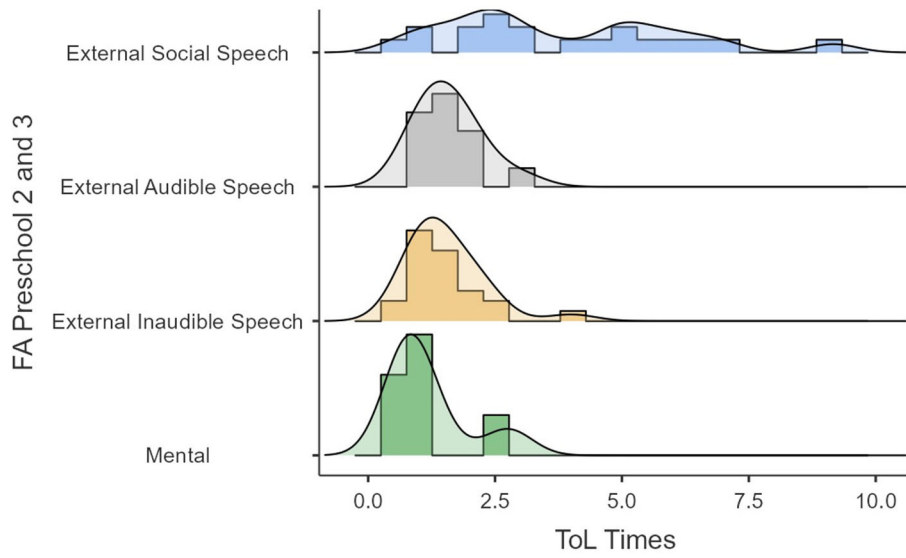 External Social Speech
External Audible Speech
External Inaudible Speech
Mental
FA Preschool 2 and 3
0.0 2.5 5.0 7.5 10.0
ToL Times